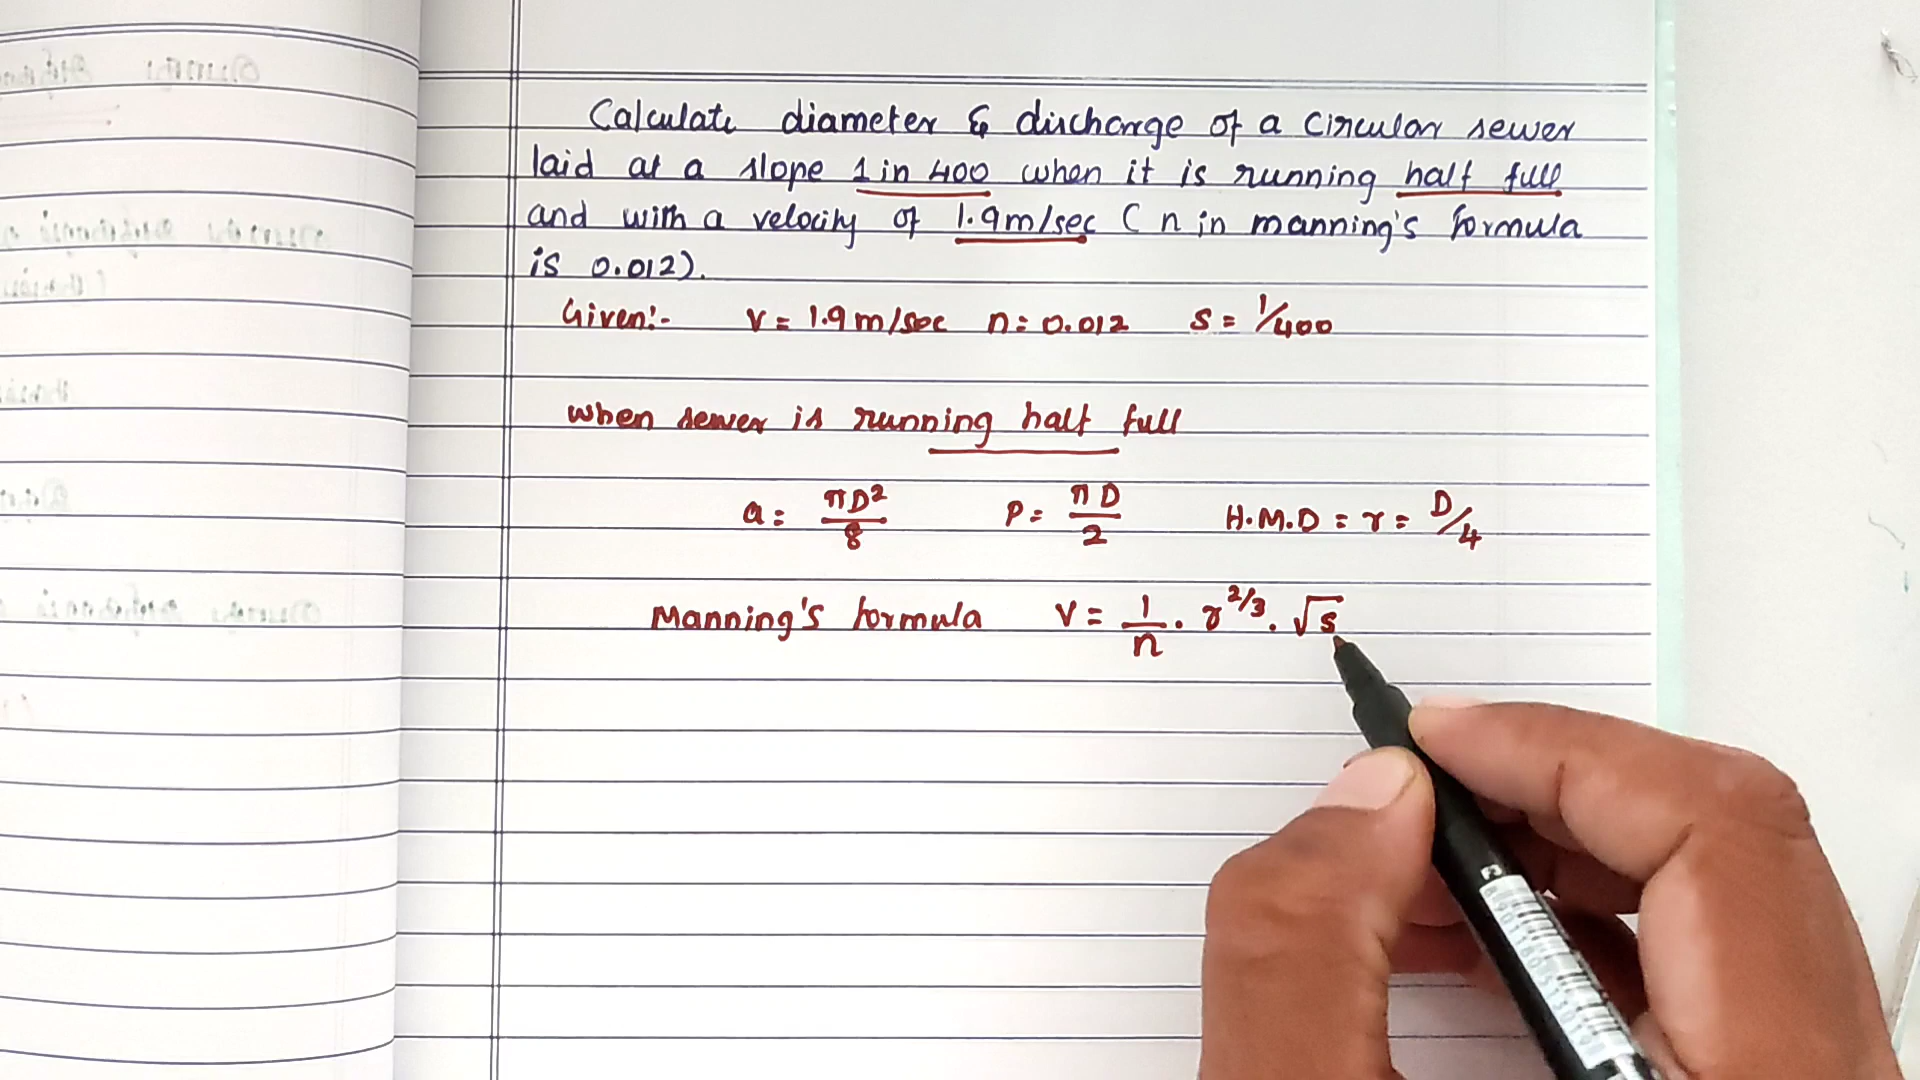 Calculate diameter & discharge of a circular sewer
laid at a slope 1 in 400 when it is running half full
and with a velocity of 1.9m/sec ( n in manning's formula
is 0.012).
Given:- V = 1.9 m/sec n = 0.012 S = 1/400
when sewer is running half full
a = πD²/8 P = πD/2 H.M.D = r = D/4
Manning's formula V = 1/n . r^2/3 . √s